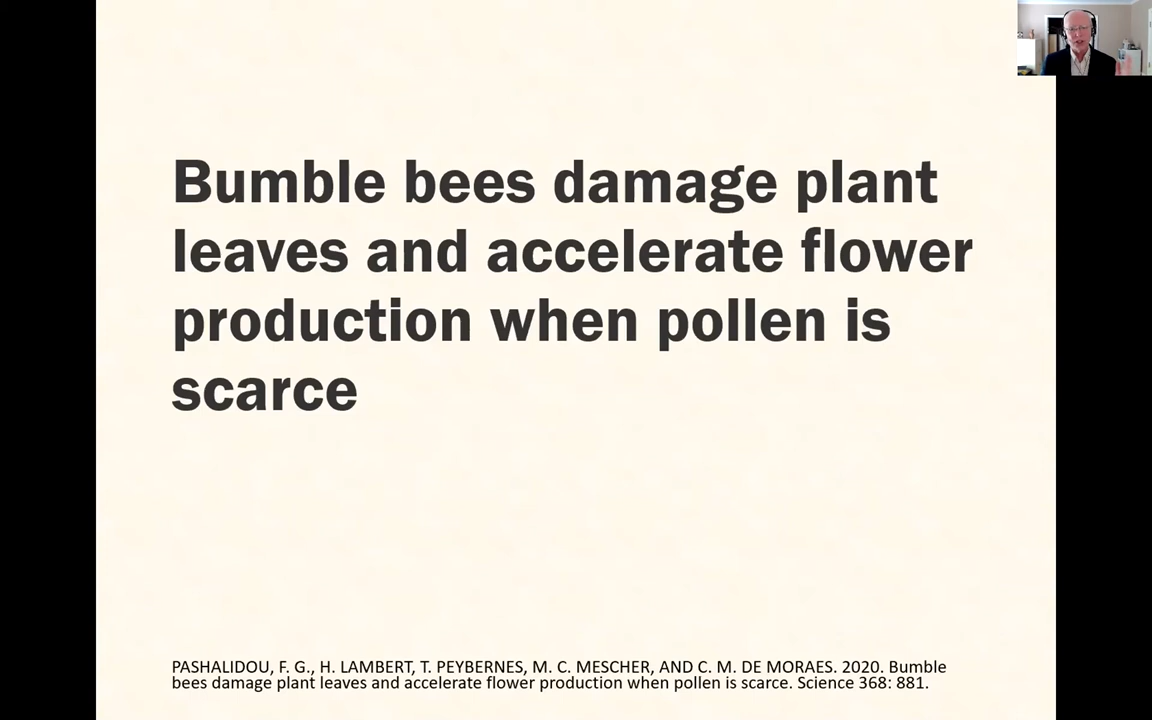 Bumble bees damage plant
leaves and accelerate flower
production when pollen is
scarce
PASHALIDOU, F. G., H. LAMBERT, T. PEYBERNES, M. C. MESCHER, AND C. M. DE MORAES. 2020. Bumble
bees damage plant leaves and accelerate flower production when pollen is scarce. Science 368: 881.